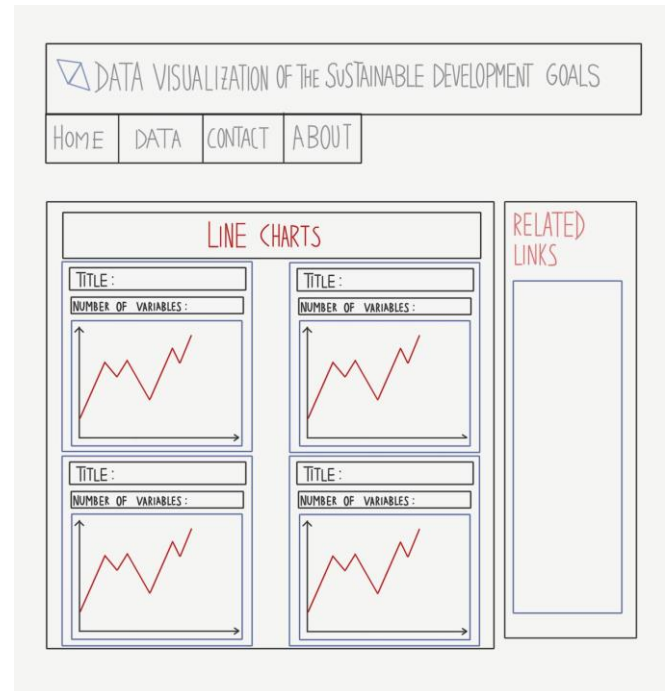 DATA VISUALIZATION OF THE SUSTAINABLE DEVELOPMENT GOALS
HOME DATA CONTACT ABOUT
LINE CHARTS
TITLE:
NUMBER OF VARIABLES:
TITLE:
NUMBER OF VARIABLES:
TITLE:
NUMBER OF VARIABLES:
TITLE:
NUMBER OF VARIABLES:
RELATED
LINKS